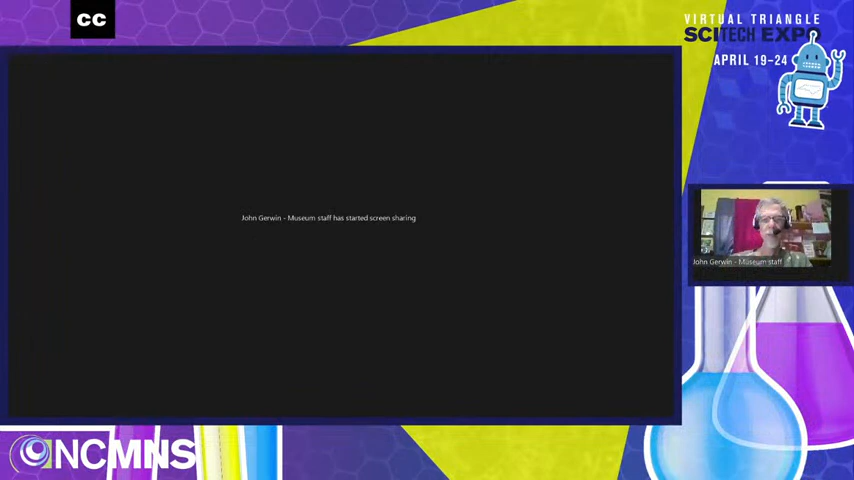 CC
VIRTUAL TRIANGLE
SCITECH EXPO
APRIL 19-24
John Gerwin - Museum staff has started screen sharing
John Gerwin - Museum staff
NCMNS